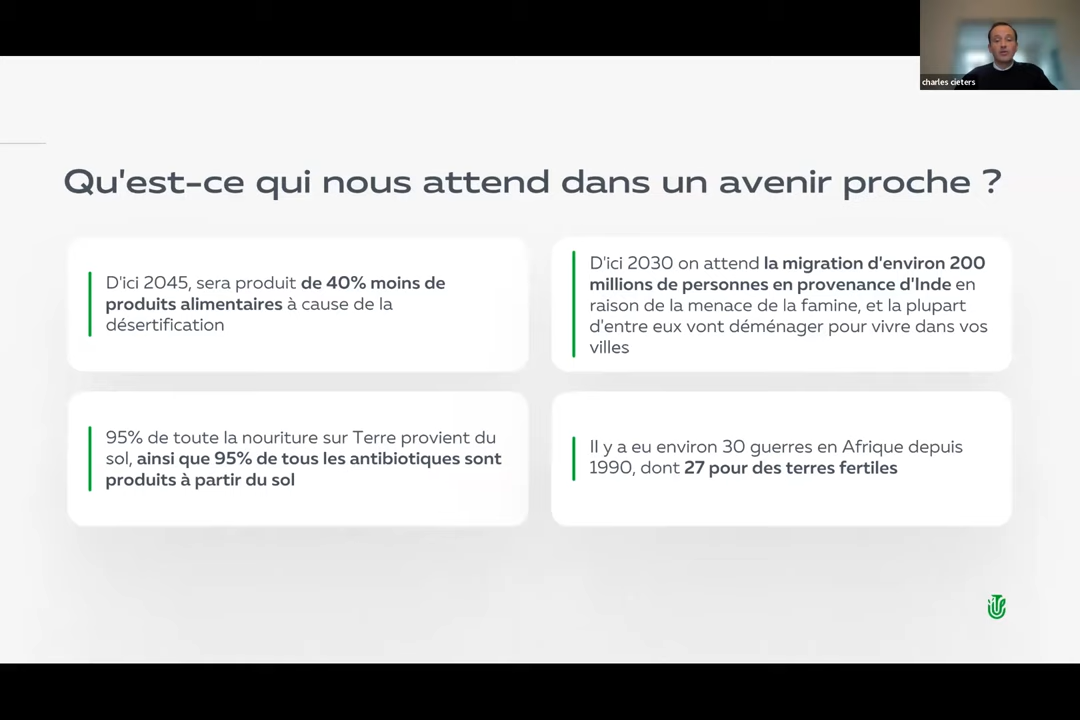 charles cieters
Qu'est-ce qui nous attend dans un avenir proche ?
D'ici 2045, sera produit de 40% moins de
produits alimentaires à cause de la
désertification
D'ici 2030 on attend la migration d'environ 200
millions de personnes en provenance d'Inde en
raison de la menace de la famine, et la plupart
d'entre eux vont déménager pour vivre dans vos
villes
95% de toute la nouriture sur Terre provient du
sol, ainsi que 95% de tous les antibiotiques sont
produits à partir du sol
Il y a eu environ 30 guerres en Afrique depuis
1990, dont 27 pour des terres fertiles